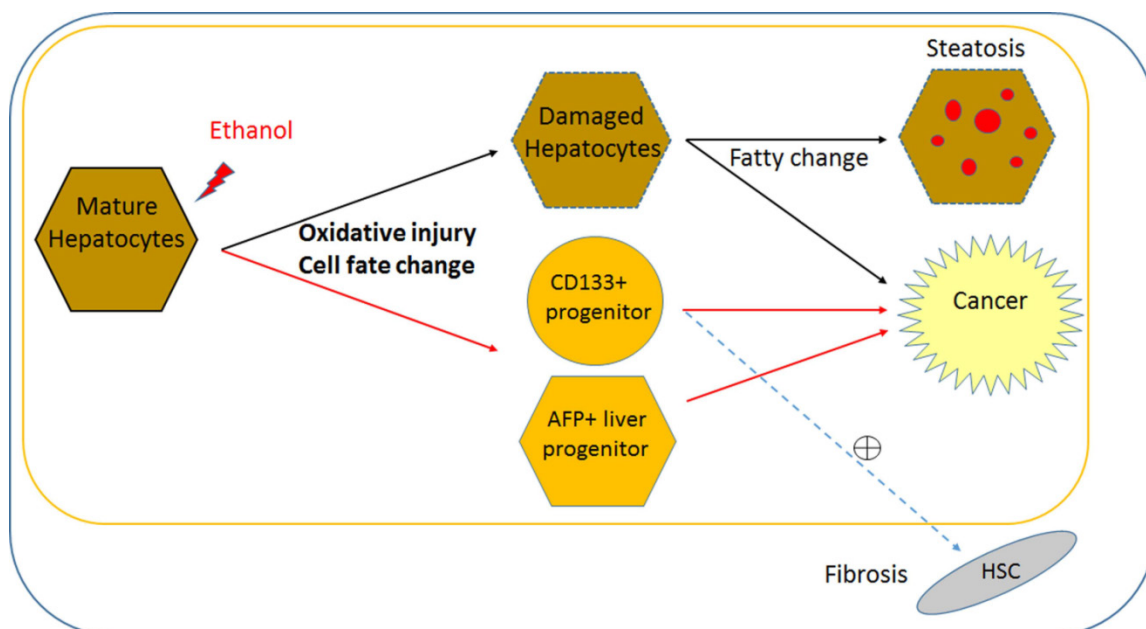 Steatosis
Ethanol
Damaged
Hepatocytes
Fatty change
Mature
Hepatocytes
Oxidative injury
Cell fate change
CD133+
progenitor
Cancer
AFP+ liver
progenitor
Fibrosis
HSC